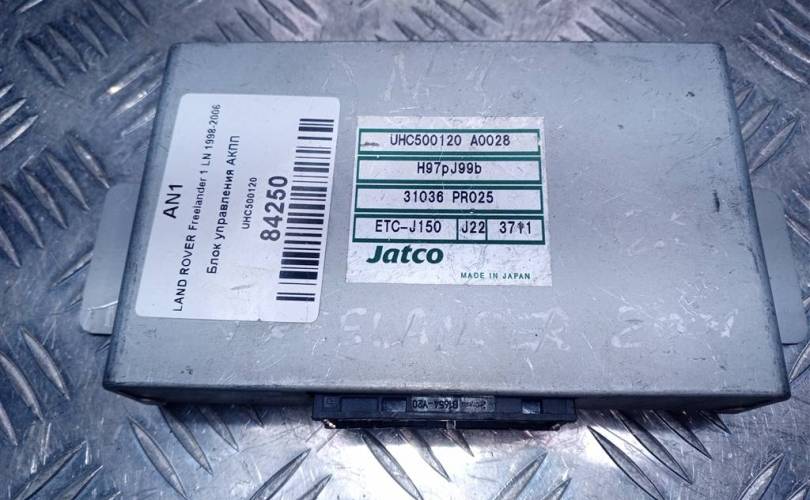 AN1
LAND ROVER Freelander 1 LN 1998-2006
Блок управления АКПП
UHC500120
84250
UHC500120 A0028
H97pJ99b
31036 PR025
ETC-J150 J22 3711
Jatco
MADE IN JAPAN